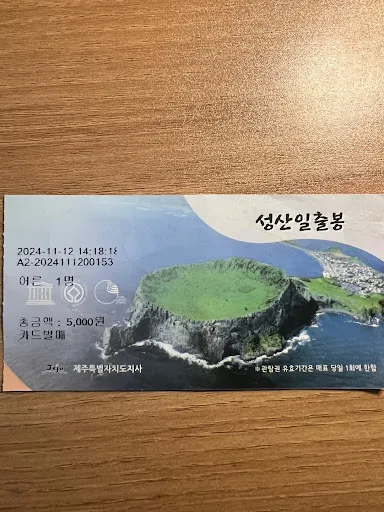 성산일출봉
2024-11-12 14:18:18
A2-2024111200153
어른 1명
총금액 : 5,000원
카드발매
Jeju 제주특별자치도지사
※관람권 유효기간은 매표 당일 1회에 한함